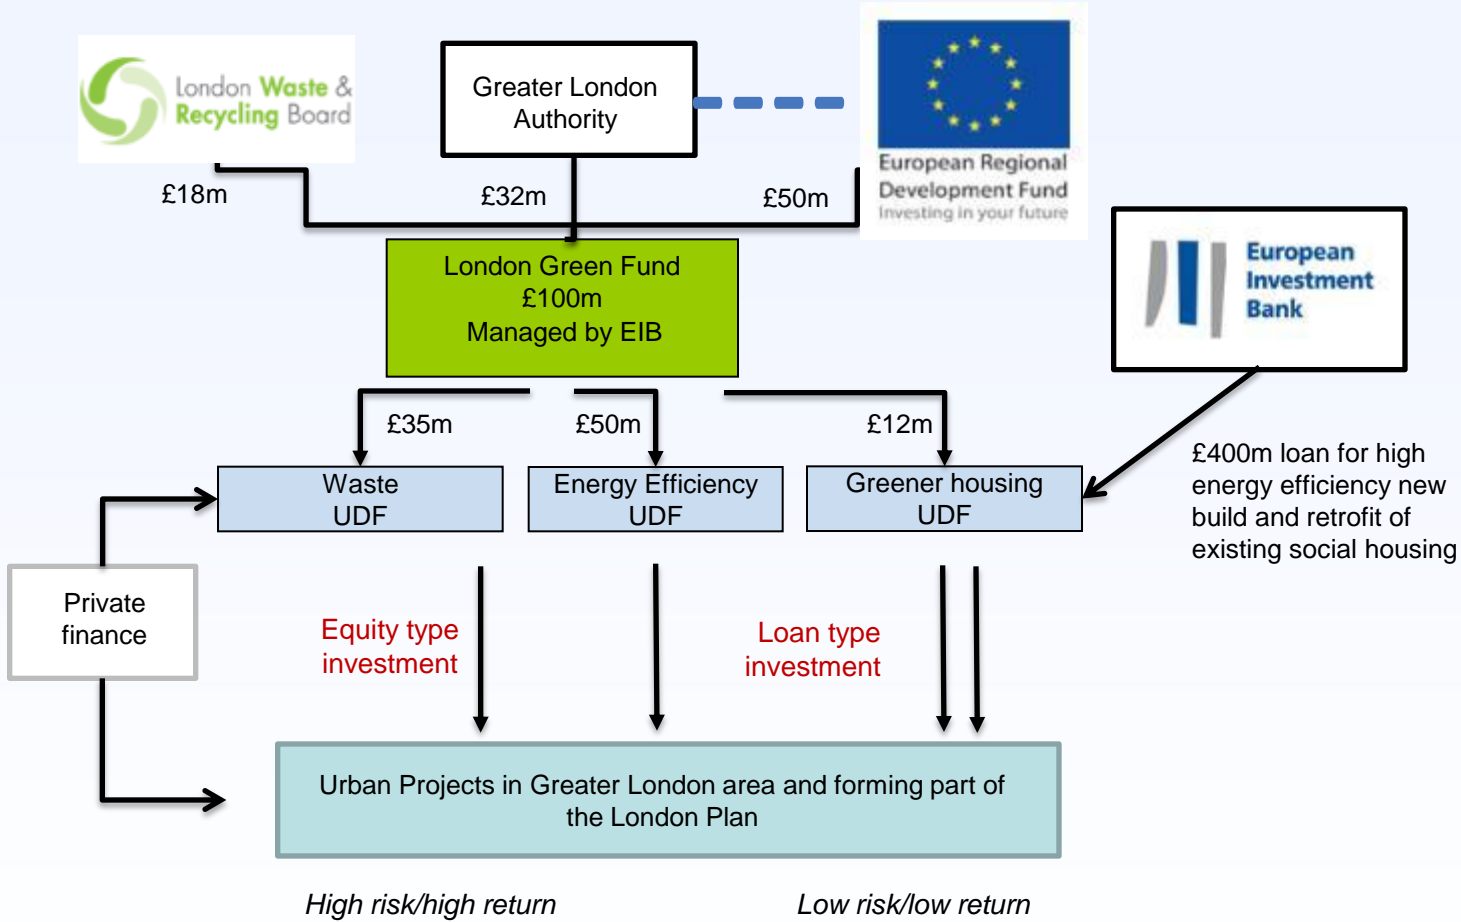 London Waste &
Recycling Board
Greater London
Authority
European Regional
Development Fund
Investing in your future
£18m
£32m
£50m
European
Investment
Bank
London Green Fund
£100m
Managed by EIB
£35m
£50m
£12m
£400m loan for high
energy efficiency new
build and retrofit of
existing social housing
Waste
UDF
Energy Efficiency
UDF
Greener housing
UDF
Private
finance
Equity type
investment
Loan type
investment
Urban Projects in Greater London area and forming part of
the London Plan
High risk/high return
Low risk/low return